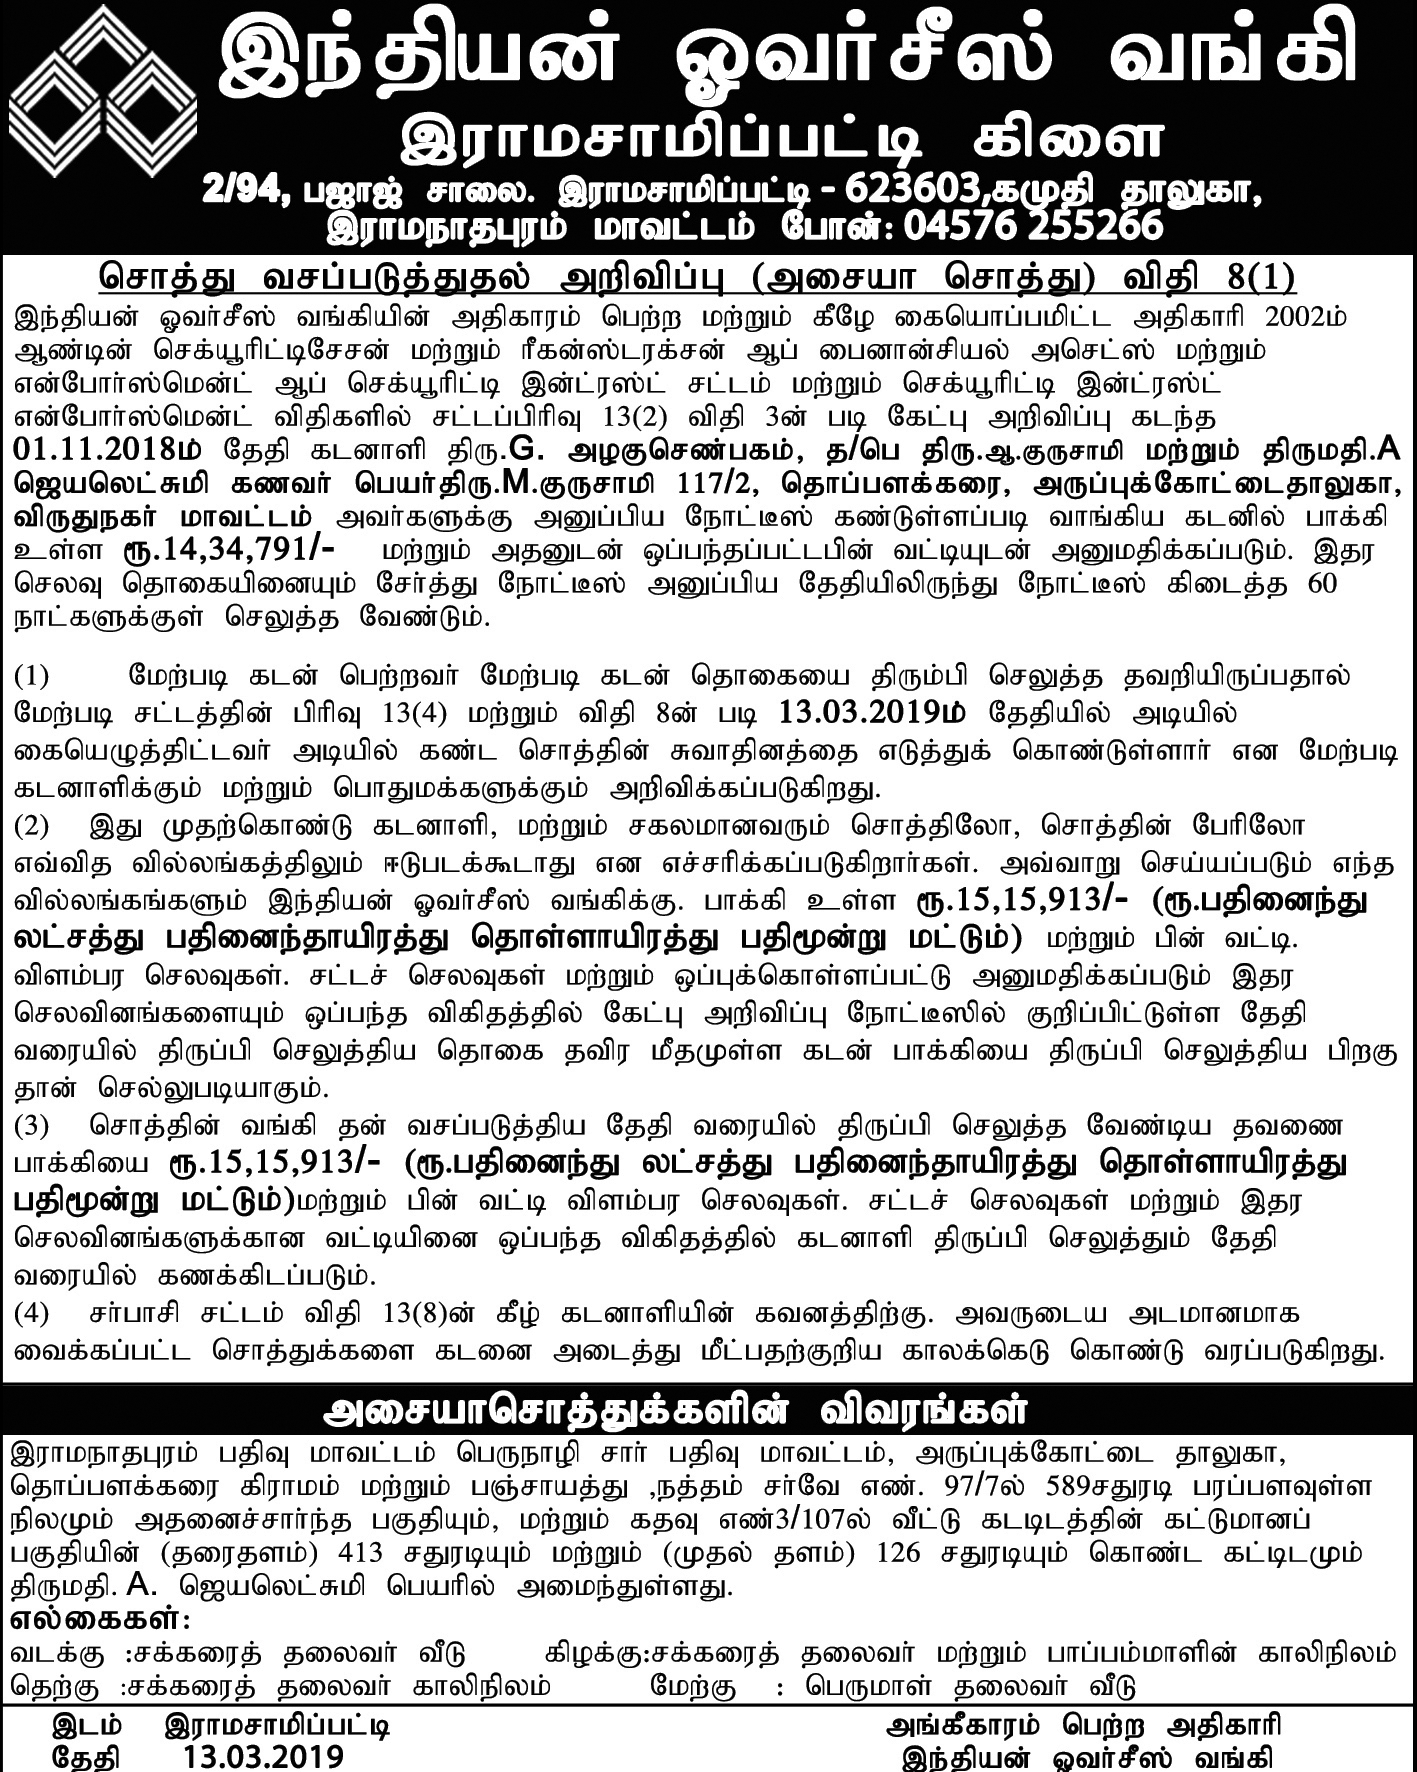 இந்தியன் ஓவர்சீஸ் வங்கி
இராமசாமிப்பட்டி கிளை
2/94, பஜாஜ் சாலை. இராமசாமிப்பட்டி - 623603,கமுதி தாலுகா,
இராமநாதபுரம் மாவட்டம் போன்: 04576 255266
சொத்து வசப்படுத்துதல் அறிவிப்பு (அசையா சொத்து) விதி 8(1)
இந்தியன் ஓவர்சீஸ் வங்கியின் அதிகாரம் பெற்ற மற்றும் கீழே கையொப்பமிட்ட அதிகாரி 2002ம்
ஆண்டின் செக்யூரிட்டிசேசன் மற்றும் ரீகன்ஸ்டரக்சன் ஆப் பைனான்சியல் அசெட்ஸ் மற்றும்
என்போர்ஸ்மென்ட் ஆப் செக்யூரிட்டி இன்ட்ரஸ்ட் சட்டம் மற்றும் செக்யூரிட்டி இன்ட்ரஸ்ட்
என்போர்ஸ்மென்ட் விதிகளில் சட்டப்பிரிவு 13(2) விதி 3ன் படி கேட்பு அறிவிப்பு கடந்த
01.11.2018ம் தேதி கடனாளி திரு.G. அழகுசெண்பகம், த/பெ திரு.ஆ.குருசாமி மற்றும் திருமதி.A
ஜெயலெட்சுமி கணவர் பெயர்திரு.M.குருசாமி 117/2, தொப்பளக்கரை, அருப்புக்கோட்டைதாலுகா,
விருதுநகர் மாவட்டம் அவர்களுக்கு அனுப்பிய நோட்டீஸ் கண்டுள்ளப்படி வாங்கிய கடனில் பாக்கி
உள்ள ரூ.14,34,791/- மற்றும் அதனுடன் ஒப்பந்தப்பட்டபின் வட்டியுடன் அனுமதிக்கப்படும். இதர
செலவு தொகையினையும் சேர்த்து நோட்டீஸ் அனுப்பிய தேதியிலிருந்து நோட்டீஸ் கிடைத்த 60
நாட்களுக்குள் செலுத்த வேண்டும்.
(1) மேற்படி கடன் பெற்றவர் மேற்படி கடன் தொகையை திரும்பி செலுத்த தவறியிருப்பதால்
மேற்படி சட்டத்தின் பிரிவு 13(4) மற்றும் விதி 8ன் படி 13.03.2019ம் தேதியில் அடியில்
கையெழுத்திட்டவர் அடியில் கண்ட சொத்தின் சுவாதினத்தை எடுத்துக் கொண்டுள்ளார் என மேற்படி
கடனாளிக்கும் மற்றும் பொதுமக்களுக்கும் அறிவிக்கப்படுகிறது.
(2) இது முதற்கொண்டு கடனாளி, மற்றும் சகலமானவரும் சொத்திலோ, சொத்தின் பேரிலோ
எவ்வித வில்லங்கத்திலும் ஈடுபடக்கூடாது என எச்சரிக்கப்படுகிறார்கள். அவ்வாறு செய்யப்படும் எந்த
வில்லங்கங்களும் இந்தியன் ஓவர்சீஸ் வங்கிக்கு. பாக்கி உள்ள ரூ.15,15,913/- (ரூ.பதினைந்து
லட்சத்து பதினைந்தாயிரத்து தொள்ளாயிரத்து பதிமூன்று மட்டும்) மற்றும் பின் வட்டி.
விளம்பர செலவுகள். சட்டச் செலவுகள் மற்றும் ஒப்புக்கொள்ளப்பட்டு அனுமதிக்கப்படும் இதர
செலவினங்களையும் ஒப்பந்த விகிதத்தில் கேட்பு அறிவிப்பு நோட்டீஸில் குறிப்பிட்டுள்ள தேதி
வரையில் திருப்பி செலுத்திய தொகை தவிர மீதமுள்ள கடன் பாக்கியை திருப்பி செலுத்திய பிறகு
தான் செல்லுபடியாகும்.
(3) சொத்தின் வங்கி தன் வசப்படுத்திய தேதி வரையில் திருப்பி செலுத்த வேண்டிய தவணை
பாக்கியை ரூ.15,15,913/- (ரூ.பதினைந்து லட்சத்து பதினைந்தாயிரத்து தொள்ளாயிரத்து
பதிமூன்று மட்டும்)மற்றும் பின் வட்டி விளம்பர செலவுகள். சட்டச் செலவுகள் மற்றும் இதர
செலவினங்களுக்கான வட்டியினை ஒப்பந்த விகிதத்தில் கடனாளி திருப்பி செலுத்தும் தேதி
வரையில் கணக்கிடப்படும்.
(4) சர்பாசி சட்டம் விதி 13(8)ன் கீழ் கடனாளியின் கவனத்திற்கு. அவருடைய அடமானமாக
வைக்கப்பட்ட சொத்துக்களை கடனை அடைத்து மீட்பதற்குறிய காலக்கெடு கொண்டு வரப்படுகிறது.
அசையாசொத்துக்களின் விவரங்கள்
இராமநாதபுரம் பதிவு மாவட்டம் பெருநாழி சார் பதிவு மாவட்டம், அருப்புக்கோட்டை தாலுகா,
தொப்பளக்கரை கிராமம் மற்றும் பஞ்சாயத்து ,நத்தம் சர்வே எண். 97/7ல் 589சதுரடி பரப்பளவுள்ள
நிலமும் அதனைச்சார்ந்த பகுதியும், மற்றும் கதவு எண்3/107ல் வீட்டு கடடிடத்தின் கட்டுமானப்
பகுதியின் (தரைதளம்) 413 சதுரடியும் மற்றும் (முதல் தளம்) 126 சதுரடியும் கொண்ட கட்டிடமும்
திருமதி. A. ஜெயலெட்சுமி பெயரில் அமைந்துள்ளது.
எல்கைகள்:
வடக்கு :சக்கரைத் தலைவர் வீடு கிழக்கு:சக்கரைத் தலைவர் மற்றும் பாப்பம்மாளின் காலிநிலம்
தெற்கு :சக்கரைத் தலைவர் காலிநிலம் மேற்கு : பெருமாள் தலைவர் வீடு
இடம் இராமசாமிப்பட்டி அங்கீகாரம் பெற்ற அதிகாரி
தேதி 13.03.2019 இந்தியன் ஓவர்சீஸ் வங்கி